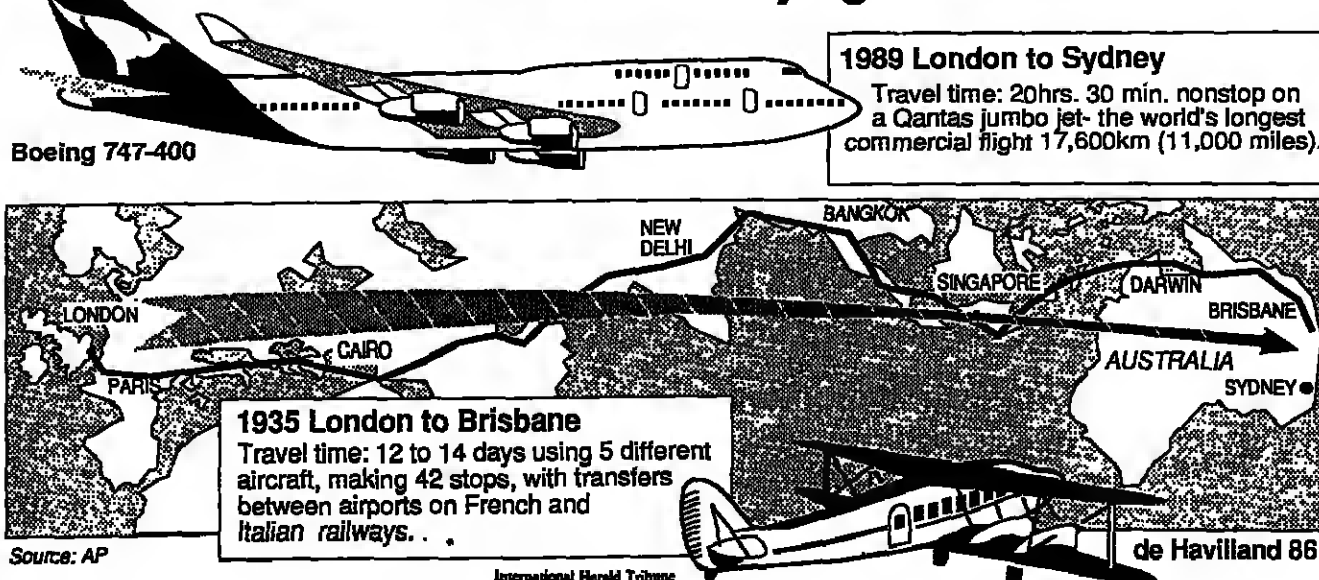 Boeing 747-400
1989 London to Sydney
Travel time: 20hrs. 30 min. nonstop on
a Qantas jumbo jet- the world's longest
commercial flight 17,600km (11,000 miles).
LONDON
PARIS
CAIRO
NEW
DELHI
BANGKOK
SINGAPORE
DARWIN
BRISBANE
AUSTRALIA
SYDNEY
1935 London to Brisbane
Travel time: 12 to 14 days using 5 different
aircraft, making 42 stops, with transfers
between airports on French and
Italian railways. .
de Havilland 86
Source: AP
International Herald Tribune